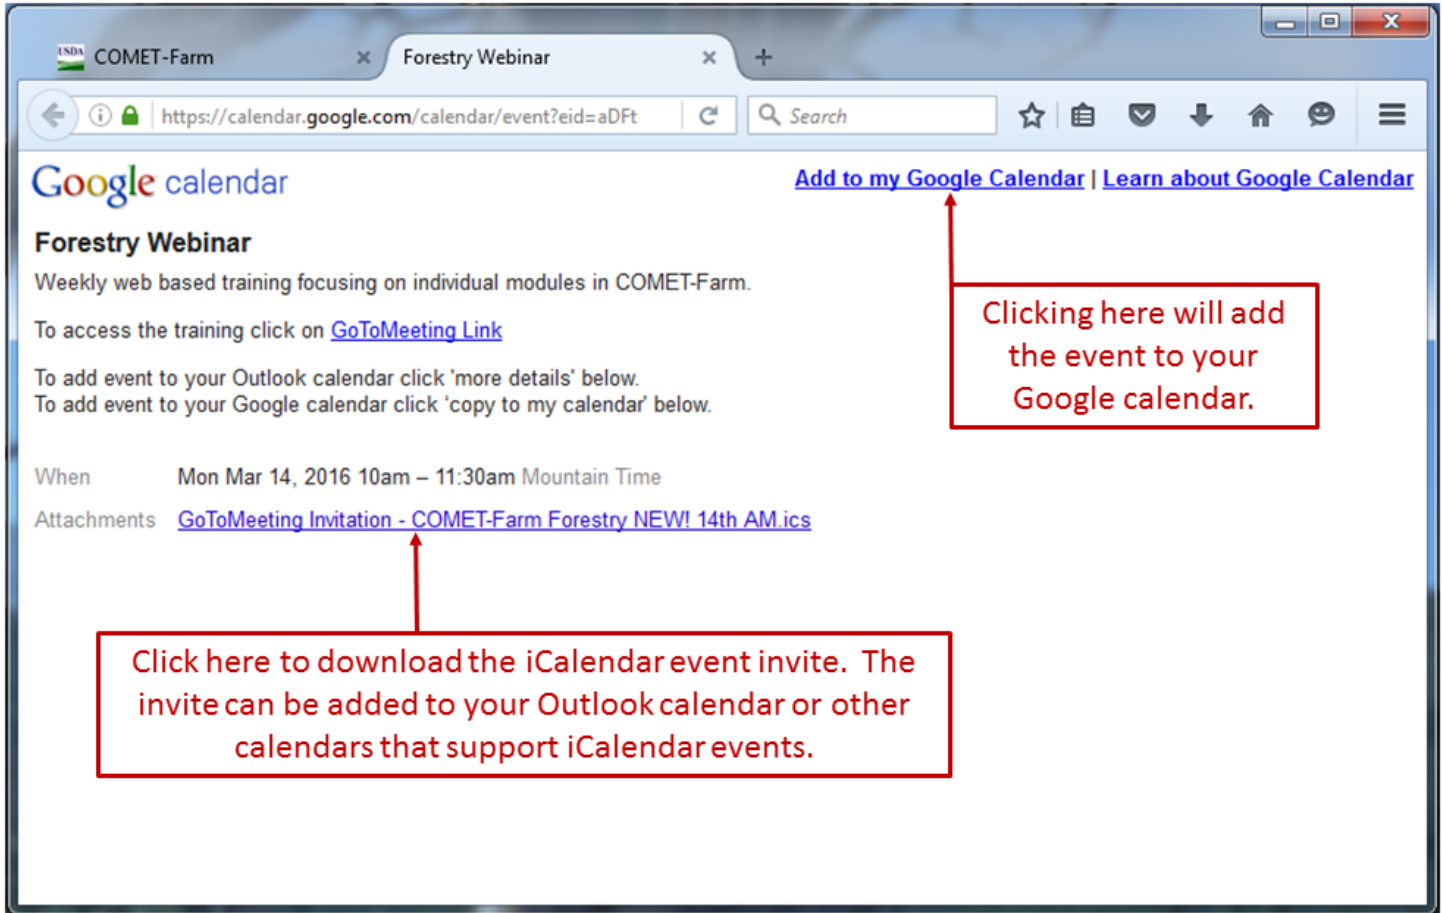 USDA COMET-Farm
Forestry Webinar
https://calendar.google.com/calendar/event?eid=aDFt
Search
Google calendar
Add to my Google Calendar | Learn about Google Calendar
Forestry Webinar
Weekly web based training focusing on individual modules in COMET-Farm.
To access the training click on GoToMeeting Link
To add event to your Outlook calendar click 'more details' below.
To add event to your Google calendar click 'copy to my calendar' below.
Clicking here will add
the event to your
Google calendar.
When Mon Mar 14, 2016 10am – 11:30am Mountain Time
Attachments GoToMeeting Invitation - COMET-Farm Forestry NEW! 14th AM.ics
Click here to download the iCalendar event invite. The
invite can be added to your Outlook calendar or other
calendars that support iCalendar events.